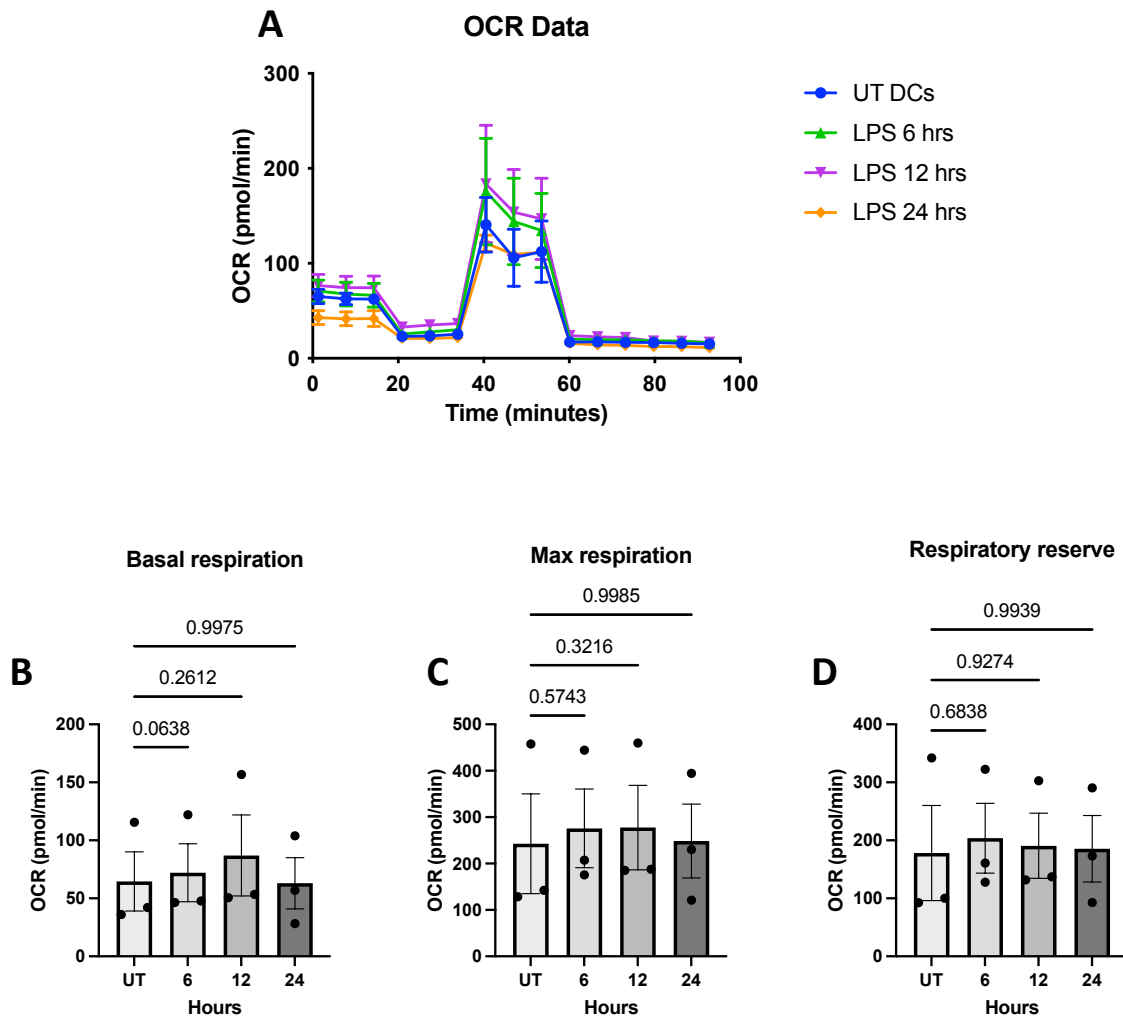 A
OCR Data
OCR (pmol/min)
300
200
100
0
0 20 40 60 80 100
Time (minutes)
UT DCs
LPS 6 hrs
LPS 12 hrs
LPS 24 hrs
B
Basal respiration
0.9975
0.2612
0.0638
OCR (pmol/min)
200
150
100
50
0
UT 6 12 24
Hours
C
Max respiration
0.9985
0.3216
0.5743
OCR (pmol/min)
500
400
300
200
100
0
UT 6 12 24
Hours
D
Respiratory reserve
0.9939
0.9274
0.6838
OCR (pmol/min)
400
300
200
100
0
UT 6 12 24
Hours